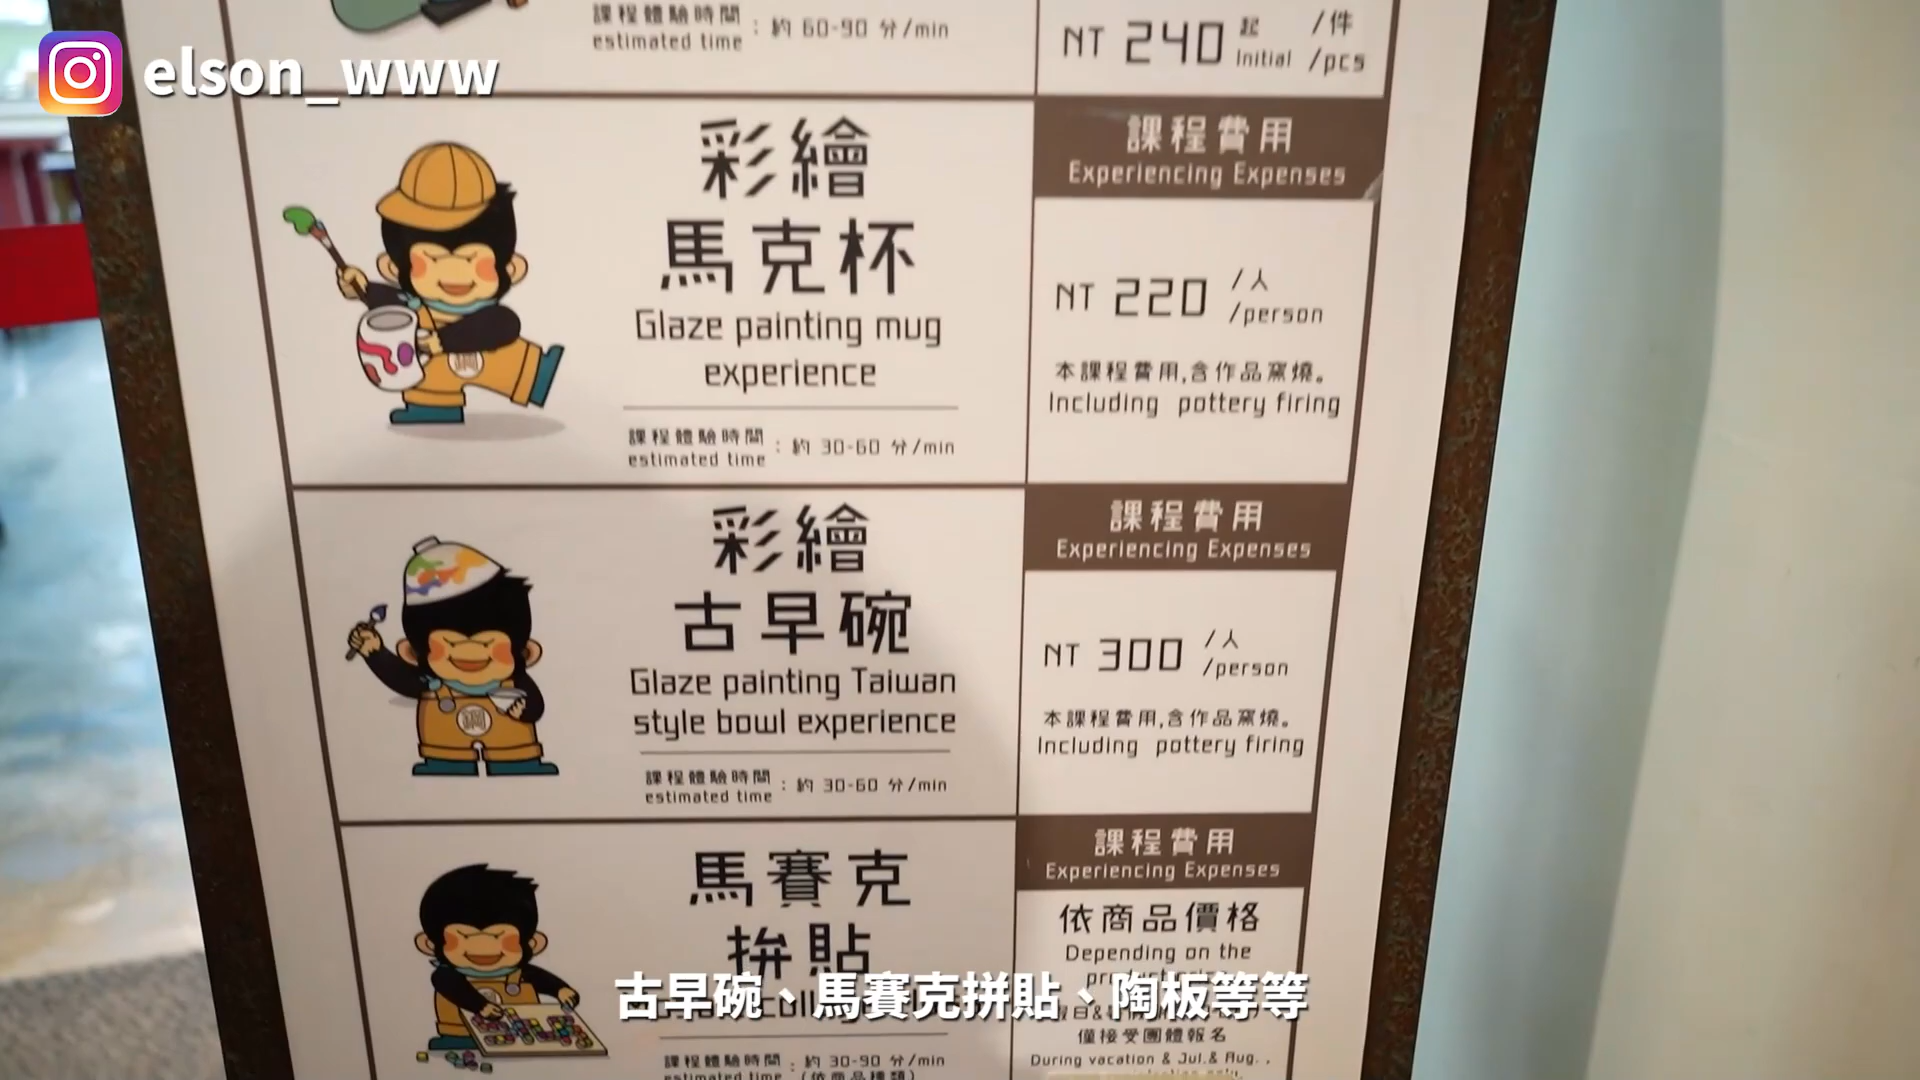 elson_www
課程體驗時間
estimated time
：約 60-90 分/min
NT 240 起 /件
Initial /pcs
彩繪
馬克杯
Glaze painting mug
experience
課程體驗時間
estimated time
：約 30-60 分/min
課程費用
Experiencing Expenses
NT 220 /人
/person
本課程費用,含作品窯燒。
Including pottery firing
彩繪
古早碗
Glaze painting Taiwan
style bowl experience
課程體驗時間
estimated time
：約 30-60 分/min
課程費用
Experiencing Expenses
NT 300 /人
/person
本課程費用,含作品窯燒。
Including pottery firing
馬賽克
拚貼
課程體驗時間
estimated time
：約 30-90 分/min
(依商品種類)
課程費用
Experiencing Expenses
依商品價格
Depending on the
僅接受團體報名
During vacation & Jul.& Aug. ,
古早碗、馬賽克拼貼、陶板等等